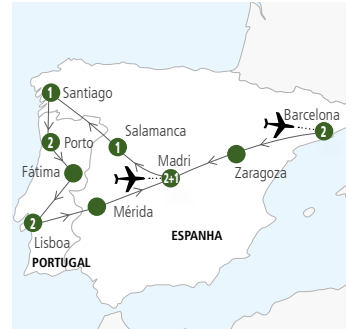 1
Santiago
Barcelona
2
2
Porto
1
Salamanca
Fátima
Madri
2+1
Zaragoza
2
Lisboa
Mérida
ESPANHA
PORTUGAL